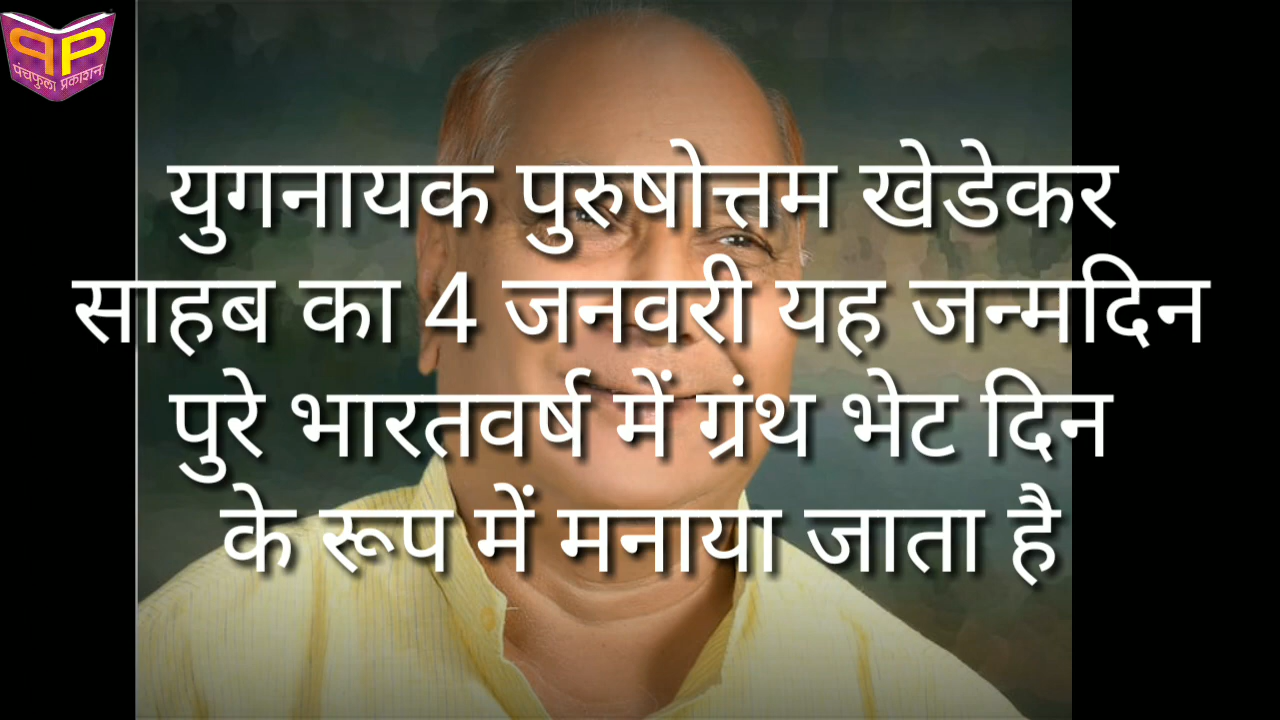 पंचफुला प्रकाशन
युगनायक पुरुषोत्तम खेडेकर
साहब का 4 जनवरी यह जन्मदिन
पुरे भारतवर्ष में ग्रंथ भेट दिन
के रूप में मनाया जाता है